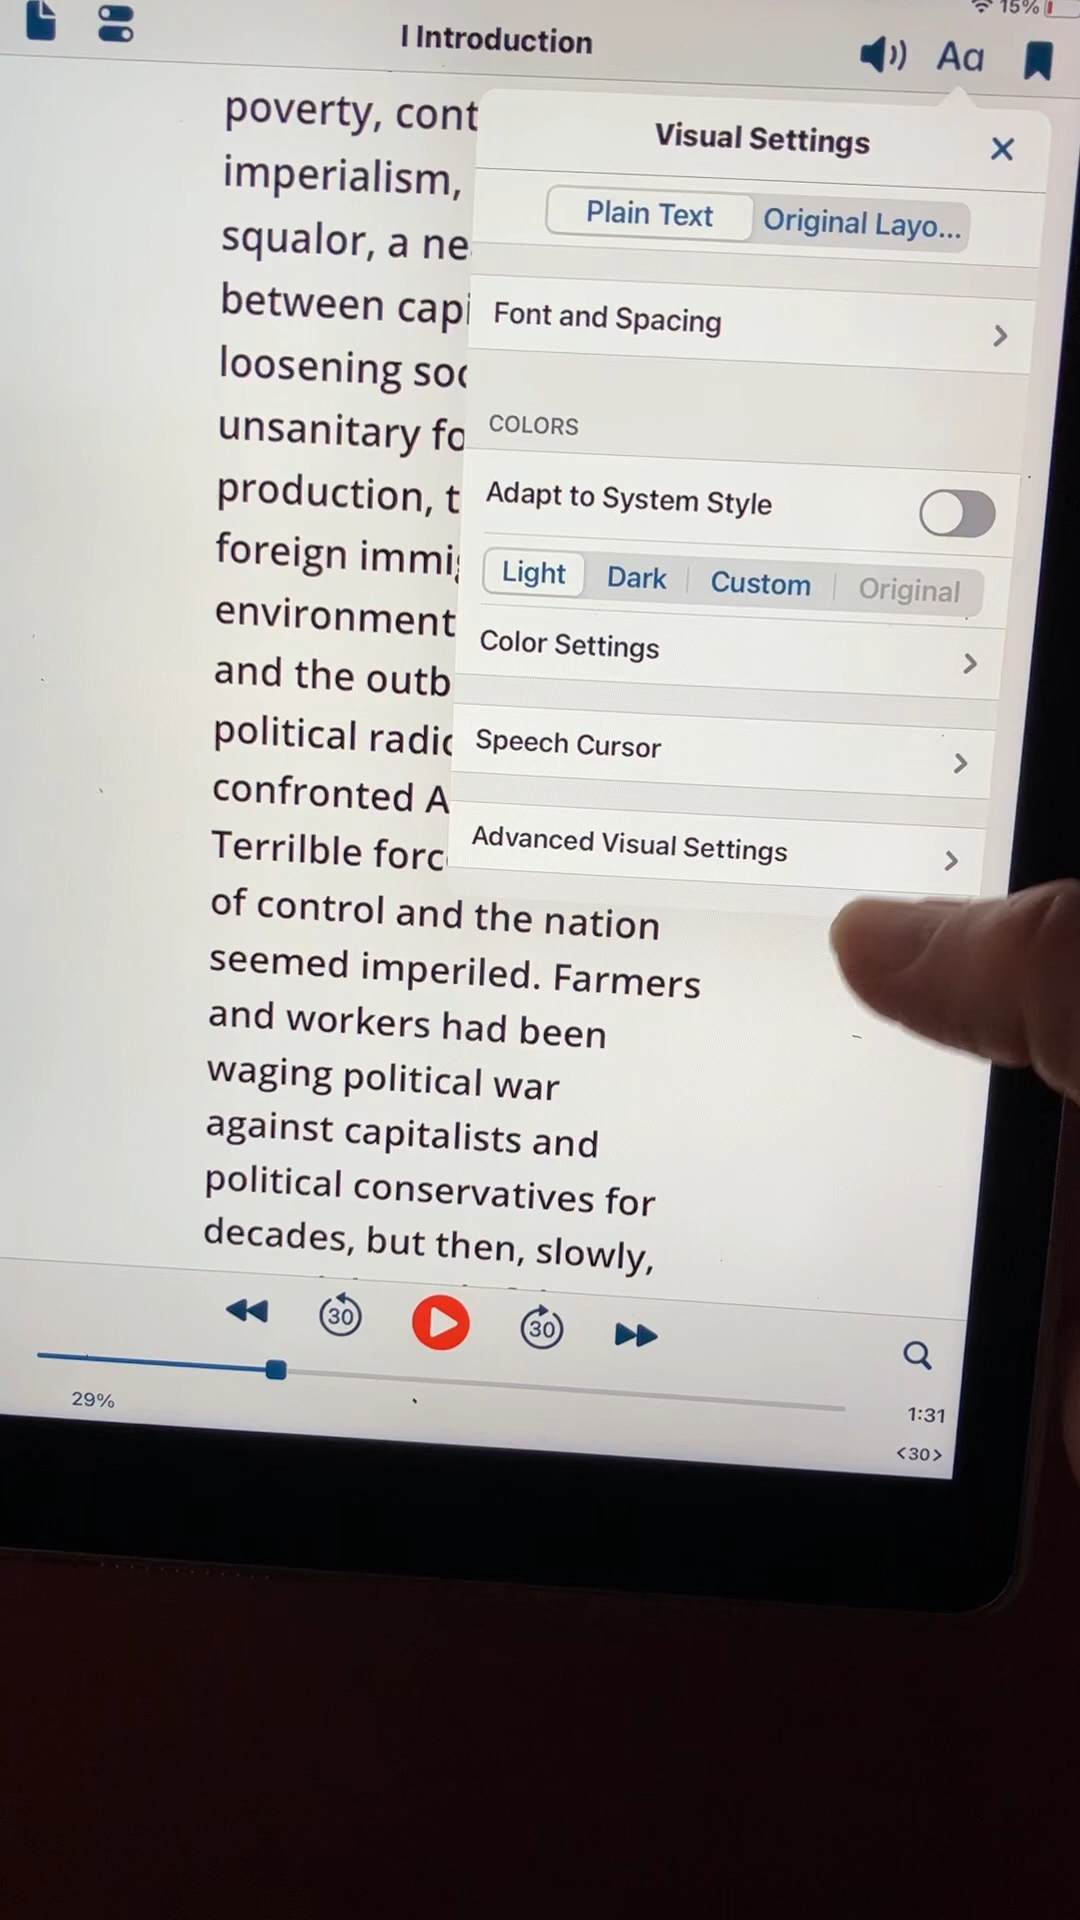 15%
I Introduction
Aa
Visual Settings
Plain Text
Original Layo...
Font and Spacing
COLORS
Adapt to System Style
Light
Dark
Custom
Original
Color Settings
Speech Cursor
Advanced Visual Settings
poverty, cont
imperialism,
squalor, a ne
between capi
loosening soc
unsanitary fo
production, t
foreign immig
environment
and the outb
political radic
confronted A
Terrilble forc
of control and the nation
seemed imperiled. Farmers
and workers had been
waging political war
against capitalists and
political conservatives for
decades, but then, slowly,
30
30
29%
1:31
<30>